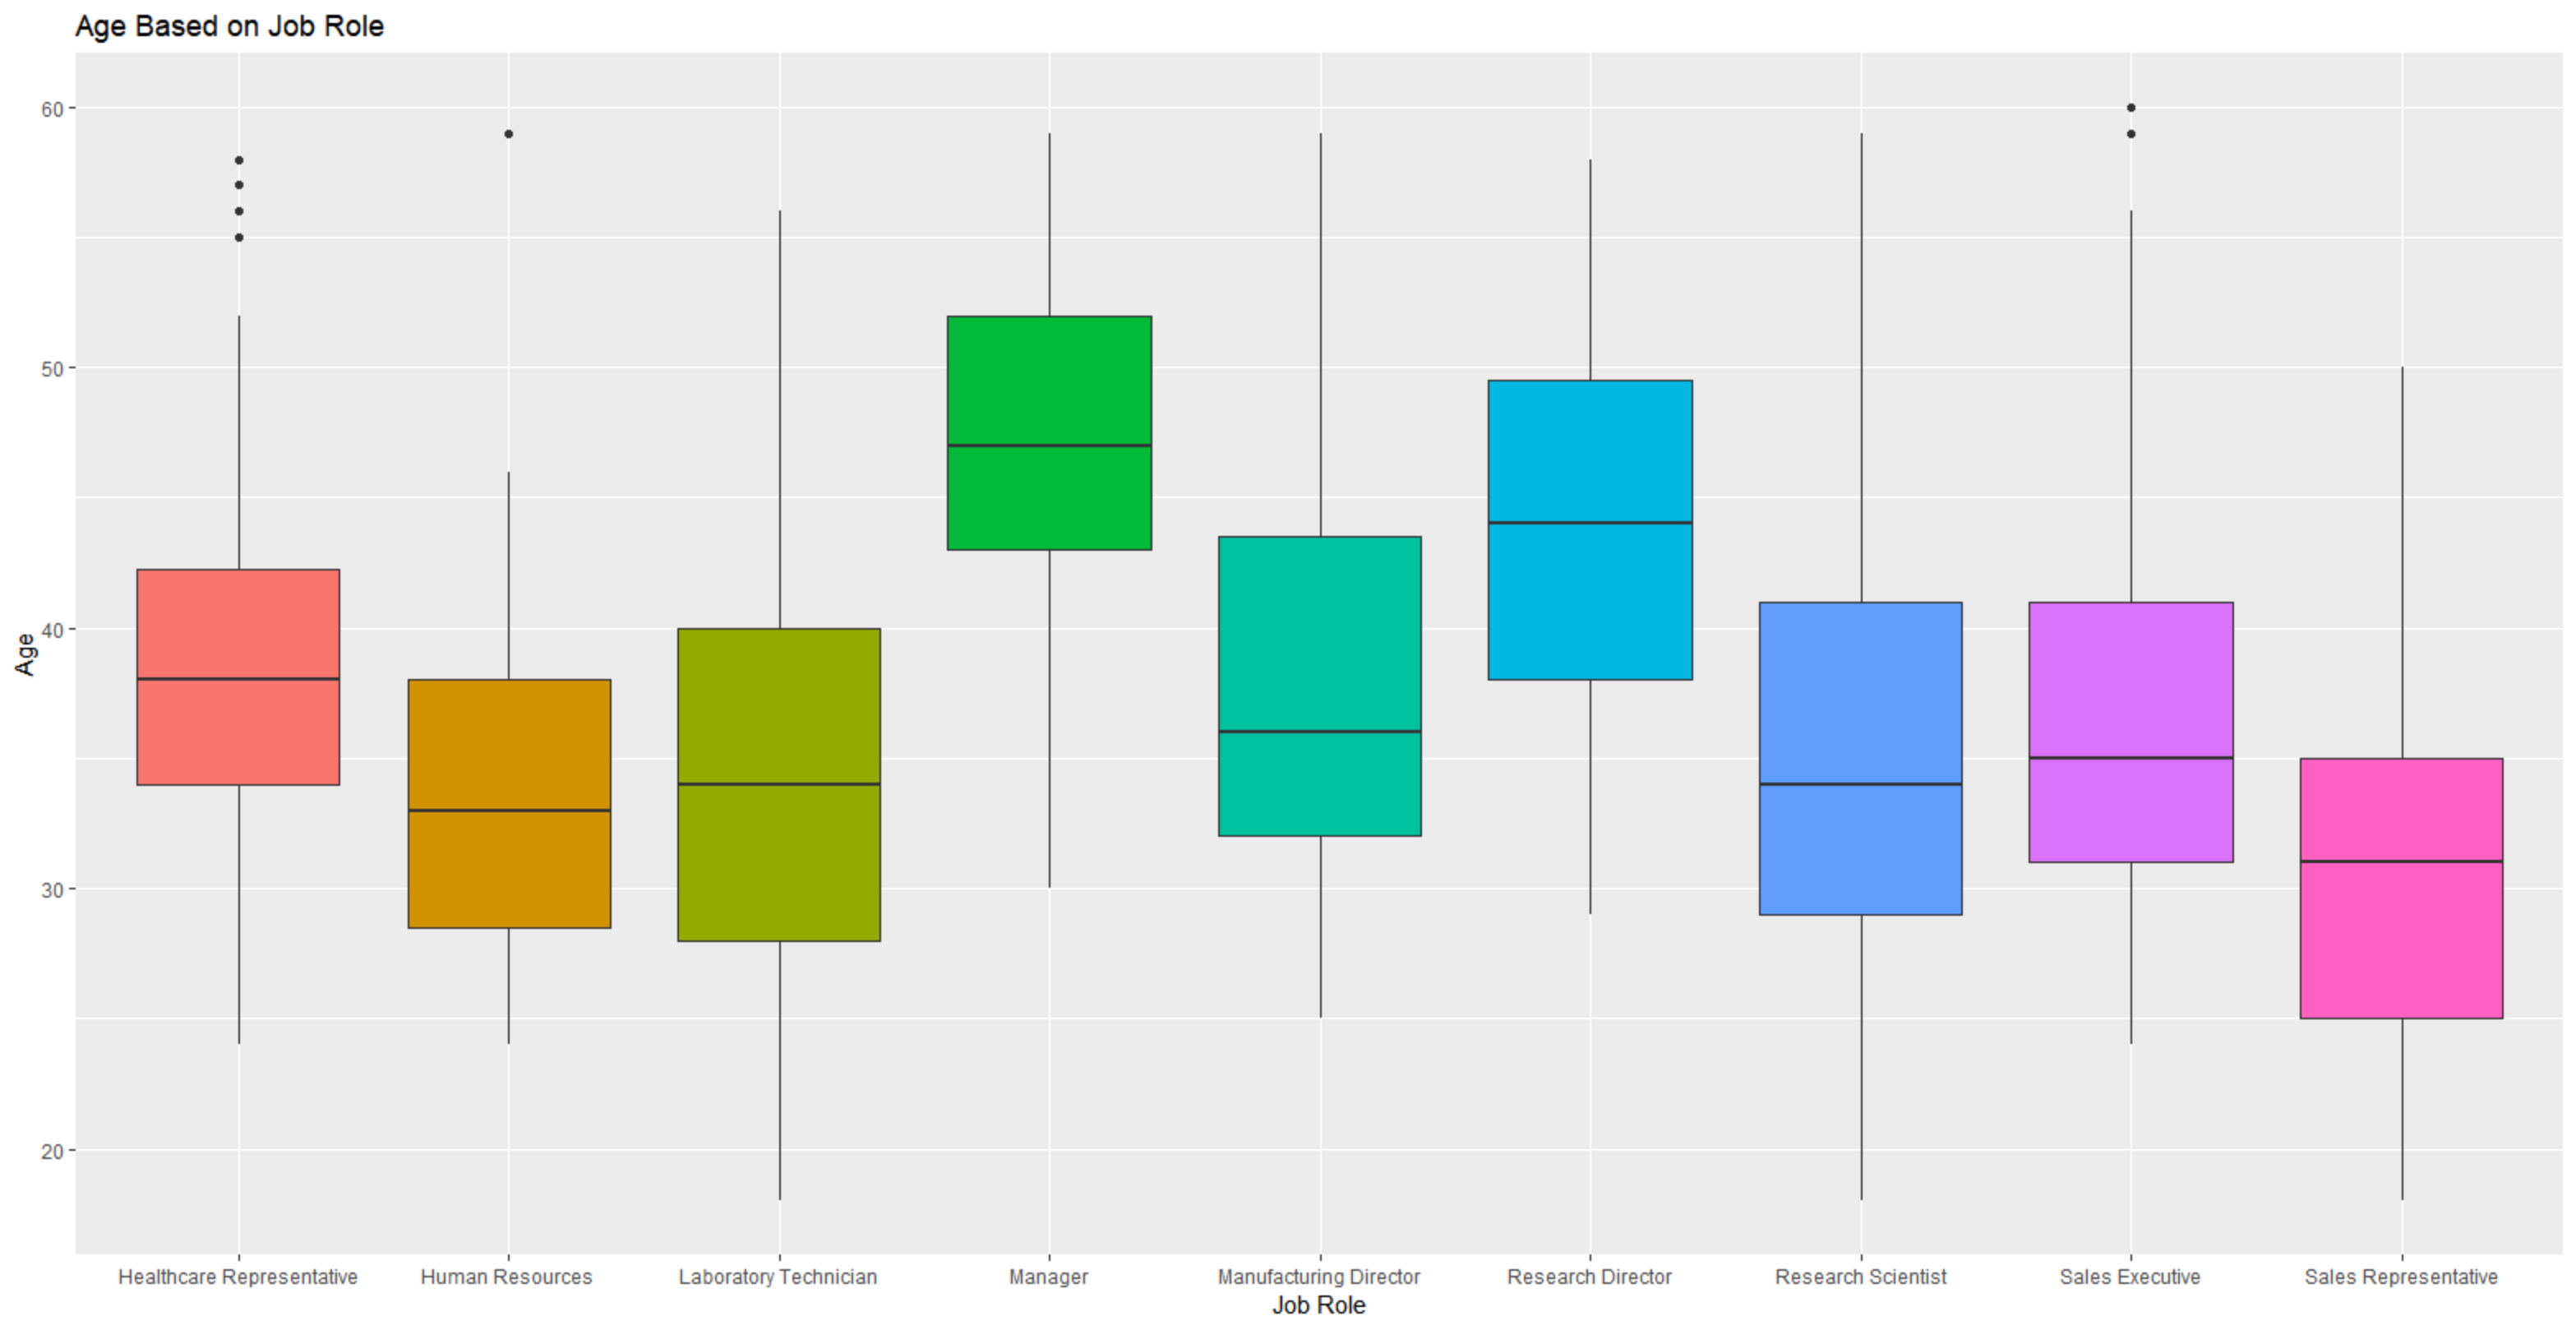 Age Based on Job Role
60
50
40
30
20
Age
Healthcare Representative
Human Resources
Laboratory Technician
Manager
Manufacturing Director
Research Director
Research Scientist
Sales Executive
Sales Representative
Job Role